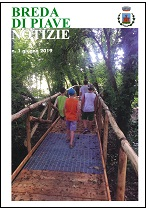 BREDA
DI PIAVE
NOTIZIE
n. 1 giugno 2019